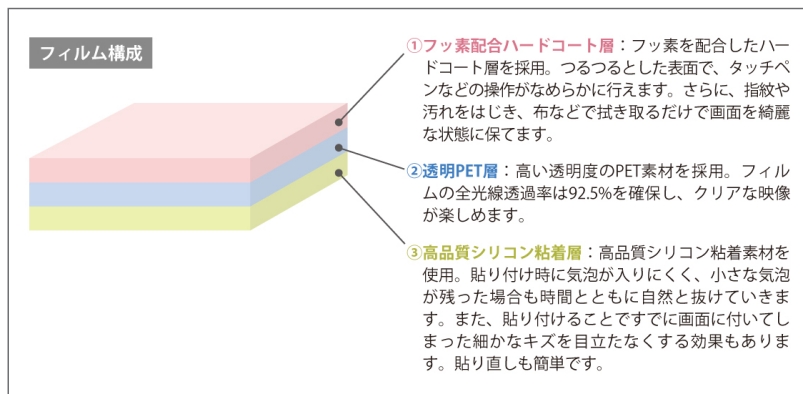 フィルム構成
①フッ素配合ハードコート層：フッ素を配合したハー
ドコート層を採用。つるつるとした表面で、タッチペ
ンなどの操作がなめらかに行えます。さらに、指紋や
汚れをはじき、布などで拭き取るだけで画面を綺麗
な状態に保てます。
②透明PET層：高い透明度のPET素材を採用。フィル
ムの全光線透過率は92.5%を確保し、クリアな映像
が楽しめます。
③高品質シリコン粘着層：高品質シリコン粘着素材を
使用。貼り付け時に気泡が入りにくく、小さな気泡
が残った場合も時間とともに自然と抜けていきま
す。また、貼り付けることですでに画面に付いてし
まった細かなキズを目立たなくする効果もありま
す。貼り直しも簡単です。